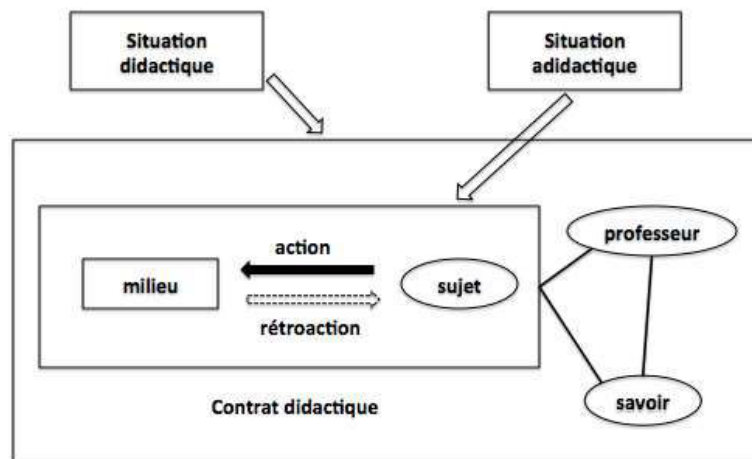 Situation
didactique
Situation
adidactique
professeur
action
milieu
sujet
rétroaction
savoir
Contrat didactique